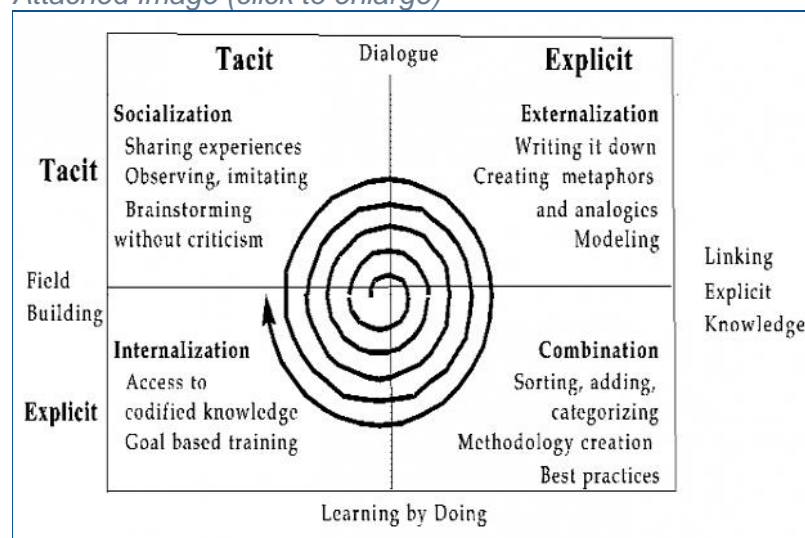 Attached Image (click to enlarge)
Tacit
Dialogue
Explicit
Socialization
Sharing experiences
Observing, imitating
Brainstorming
without criticism
Externalization
Writing it down
Creating metaphors
and analogies
Modeling
Tacit
Field
Building
Linking
Explicit
Knowledge
Internalization
Access to
codified knowledge
Goal based training
Combination
Sorting, adding,
categorizing
Methodology creation
Best practices
Explicit
Learning by Doing